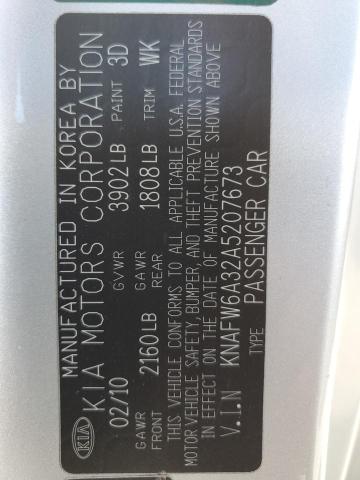 MANUFACTURED IN KOREA BY
KIA KIA MOTORS CORPORATION
02/10 GVWR 3902LB PAINT 3D
GAWR FRONT 2160LB GAWR REAR 1808LB TRIM WK
THIS VEHICLE CONFORMS TO ALL APPLICABLE U.S.A. FEDERAL
MOTOR VEHICLE SAFETY, BUMPER, AND THEFT PREVENTION STANDARDS
IN EFFECT ON THE DATE OF MANUFACTURE SHOWN ABOVE
V.I.N KNAFW6A32A5207673
TYPE PASSENGER CAR